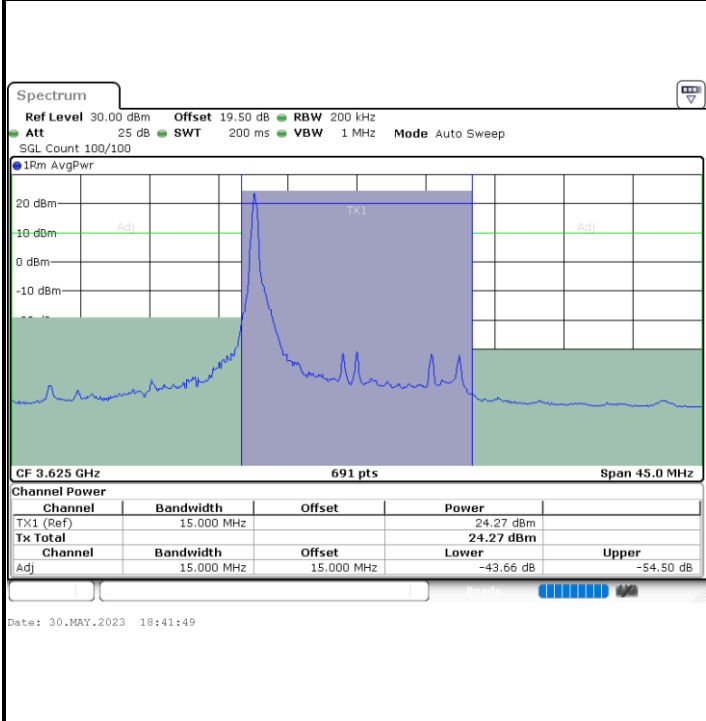 Spectrum
Ref Level 30.00 dBm Offset 19.50 dB RBW 200 kHz
Att 25 dB SWT 200 ms VBW 1 MHz Mode Auto Sweep
SGL Count 100/100
1Rm AvgPwr
20 dBm
TX1
Adj
Adj
10 dBm
0 dBm
-10 dBm
CF 3.625 GHz 691 pts Span 45.0 MHz
Channel Power
Channel Bandwidth Offset Power
TX1 (Ref) 15.000 MHz 24.27 dBm
Tx Total 24.27 dBm
Channel Bandwidth Offset Lower Upper
Adj 15.000 MHz 15.000 MHz -43.66 dB -54.50 dB
Ready
Date: 30.MAY.2023 18:41:49